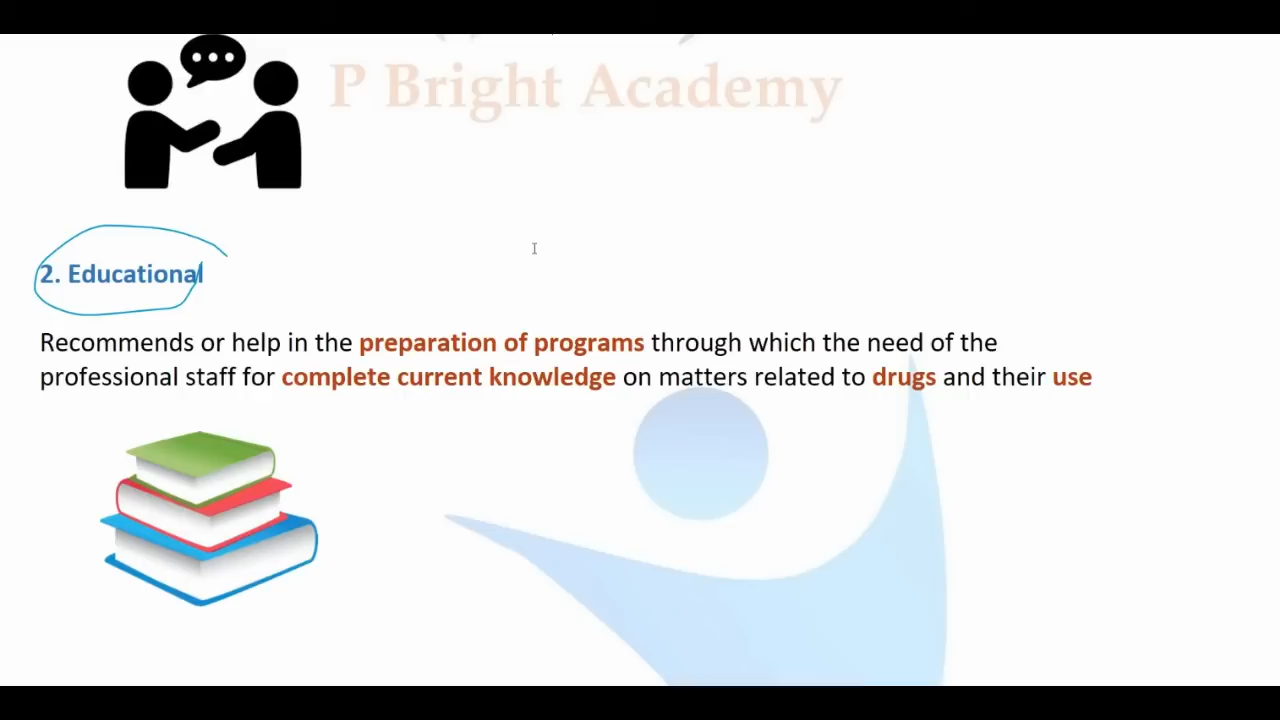 P Bright Academy
2. Educational
Recommends or help in the preparation of programs through which the need of the
professional staff for complete current knowledge on matters related to drugs and their use